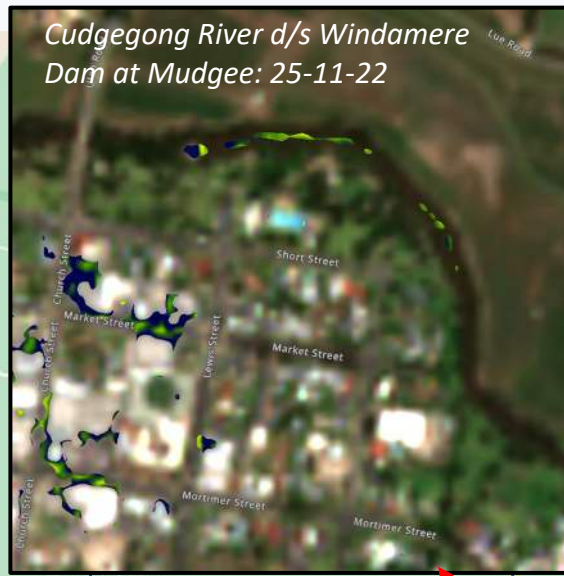 Cudgegong River d/s Windamere
Dam at Mudgee: 25-11-22
Lue Road
Short Street
Church Street
Market Street
Lewis Street
Market Street
Church Street
Mortimer Street
Church Street
Mortimer Street